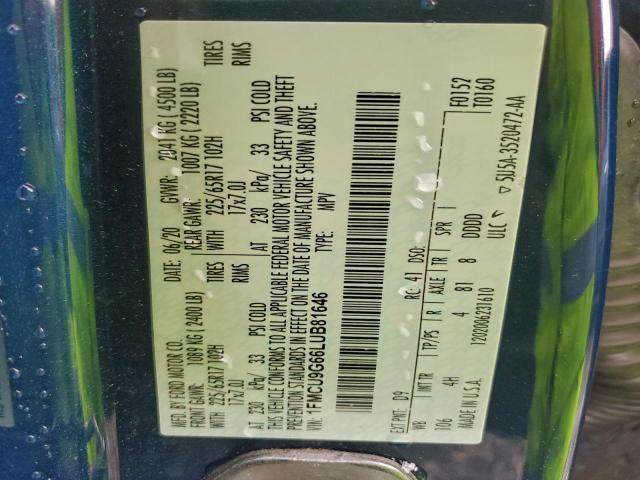 MFD. BY FORD MOTOR CO.
DATE: 06/20 GVWR: 2041 KG ( 4500 LB)
FRONT GAWR: 1089 KG ( 2400 LB) REAR GAWR: 1007 KG ( 2220 LB)
WITH 225/65R17 102H TIRES WITH 225/65R17 102H TIRES
17x7.0J RIMS 17x7.0J RIMS
AT 230 kPa/ 33 PSI COLD AT 230 kPa/ 33 PSI COLD
THIS VEHICLE CONFORMS TO ALL APPLICABLE FEDERAL MOTOR VEHICLE SAFETY AND THEFT
PREVENTION STANDARDS IN EFFECT ON THE DATE OF MANUFACTURE SHOWN ABOVE.
VIN: 1FMCU9G66LUB81646 TYPE: MPV
F0152
T0160
EXT PNT: D9 RC: 41 DSO:
WB INT TR TP/PS R AXLE TR SPR
106 4H 4 81 8 DDDD
MADE IN U.S.A. 12020006231610 ULC 5U5A-3520472-AA